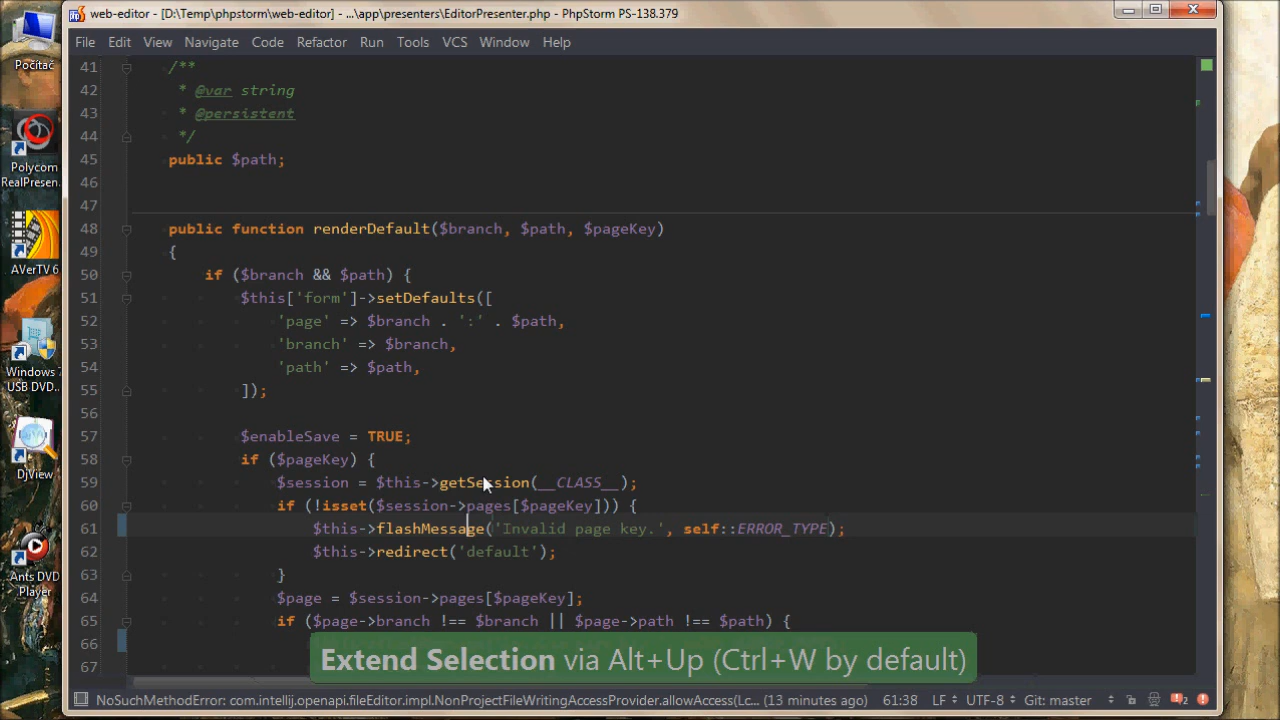 web-editor - [D:\Temp\phpstorm\web-editor] - ...\app\presenters\EditorPresenter.php - PhpStorm PS-138.379
File Edit View Navigate Code Refactor Run Tools VCS Window Help
Počítač
Polycom
RealPresen...
AVerTV 6
Windows 7
USB DVD...
DjView
Ants DVD
Player
41 /**
42 * @var string
43 * @persistent
44 */
45 public $path;
46
47
48 public function renderDefault($branch, $path, $pageKey)
49 {
50 if ($branch && $path) {
51 $this['form']->setDefaults([
52 'page' => $branch . ':' . $path,
53 'branch' => $branch,
54 'path' => $path,
55 ]);
56
57 $enableSave = TRUE;
58 if ($pageKey) {
59 $session = $this->getSession(__CLASS__);
60 if (!isset($session->pages[$pageKey])) {
61 $this->flashMessage('Invalid page key.', self::ERROR_TYPE);
62 $this->redirect('default');
63 }
64 $page = $session->pages[$pageKey];
65 if ($page->branch !== $branch || $page->path !== $path) {
66
67
Extend Selection via Alt+Up (Ctrl+W by default)
NoSuchMethodError: com.intellij.openapi.fileEditor.impl.NonProjectFileWritingAccessProvider.allowAccess(Lc... (13 minutes ago) 61:38 LF UTF-8 Git: master 2